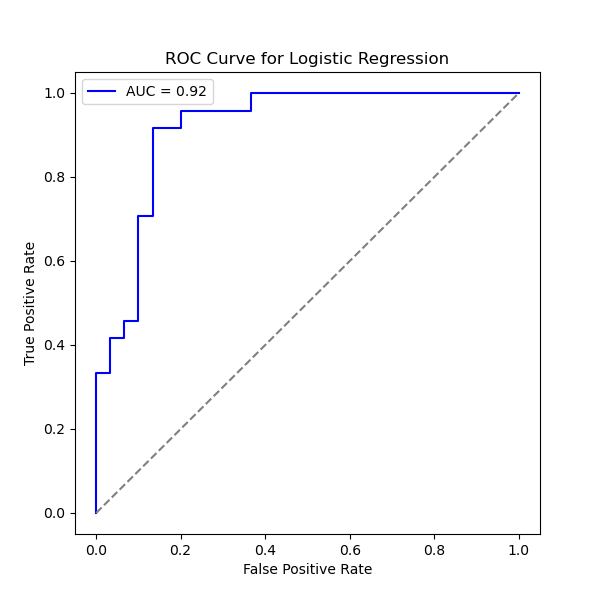 ROC Curve for Logistic Regression
AUC = 0.92
1.0
0.8
0.6
0.4
0.2
0.0
True Positive Rate
0.0 0.2 0.4 0.6 0.8 1.0
False Positive Rate